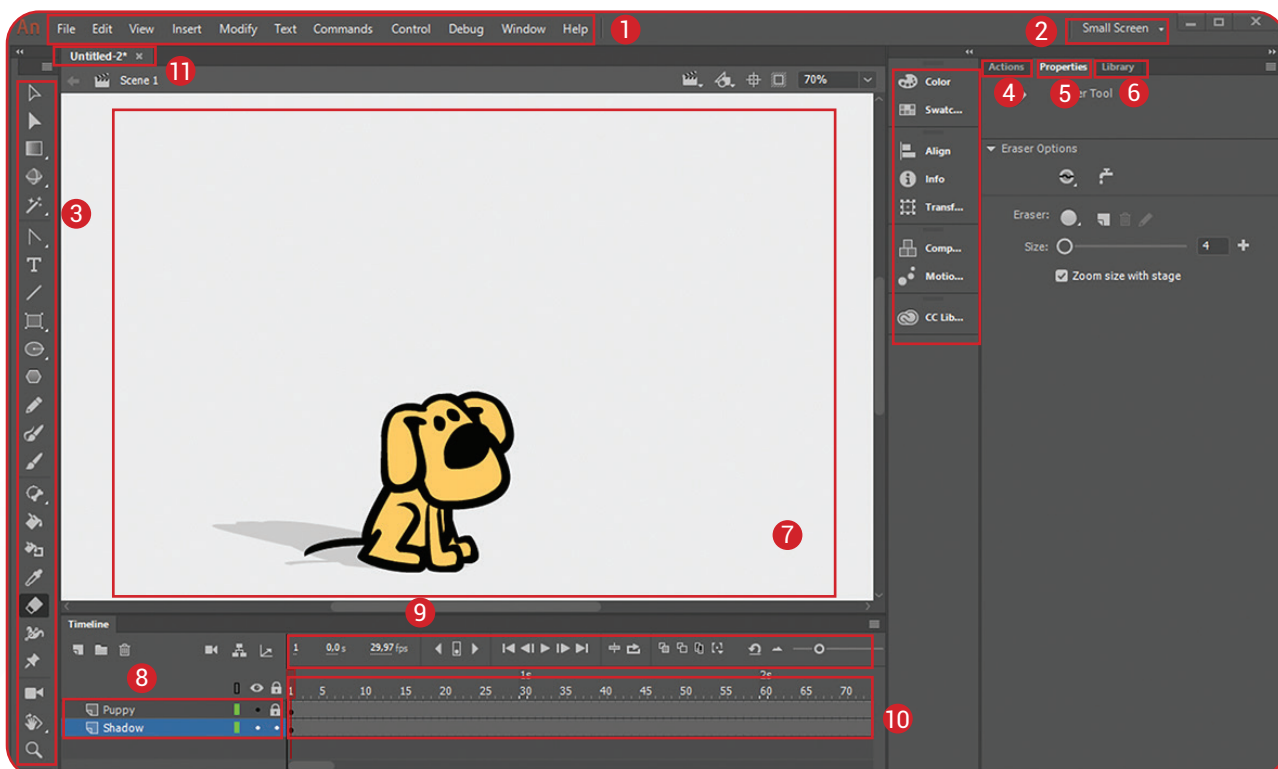 An File Edit View Insert Modify Text Commands Control Debug Window Help 1 2 Small Screen
Untitled-2* × 11
Scene 1 70%
3
Color
Swatc...
Align
Info
Transf...
Comp...
Motio...
CC Lib...
Actions Properties Library
4 5 6
Tool
Eraser Options
Eraser:
Size: 4
Zoom size with stage
7
9
Timeline
1 0,0 s 29,97 fps
8
1s 2s
1 5 10 15 20 25 30 35 40 45 50 55 60 65 70
Puppy
Shadow
10